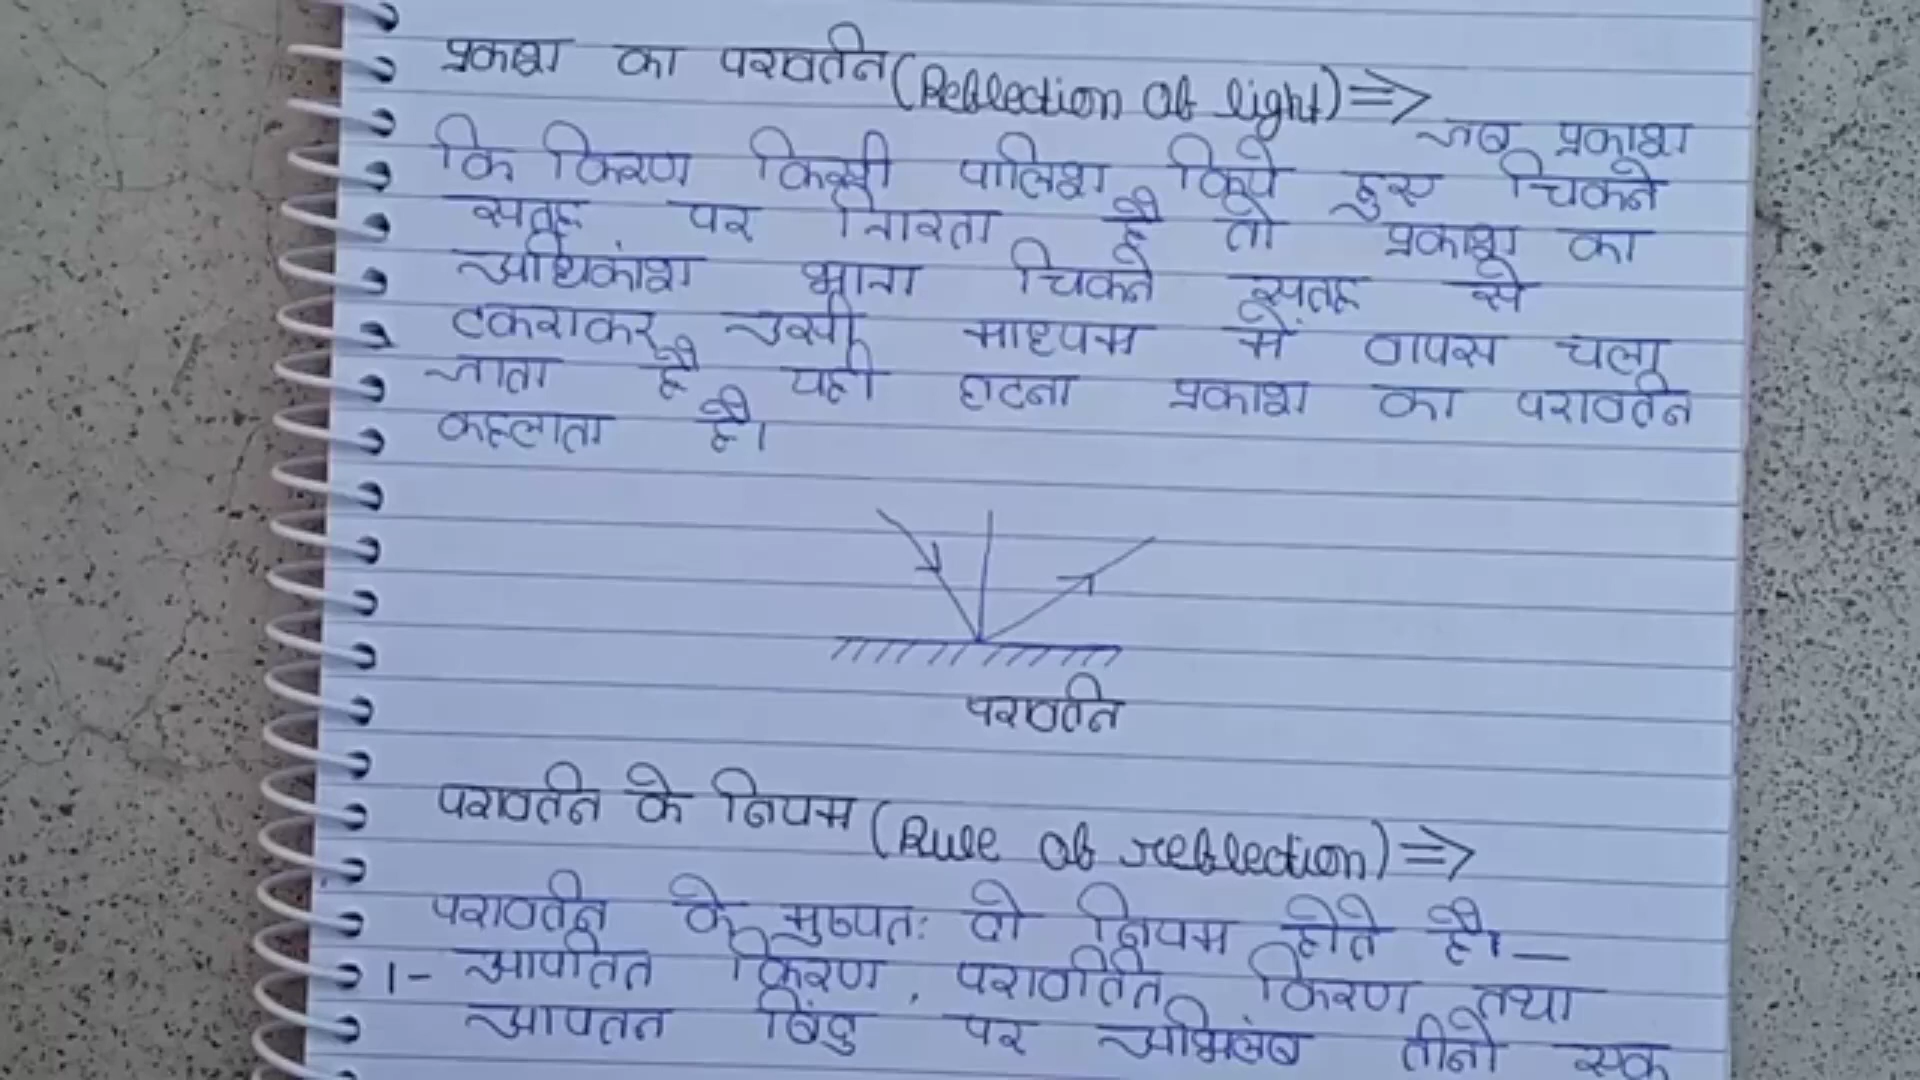 प्रकाश का परावर्तन (Reflection of light) ⇒
जब प्रकाश
कि किरण किसी पालिश किये हुए चिकने
सतह पर गिरता है तो प्रकाश का
अधिकांश भाग चिकने सतह से
टकराकर उसी माध्यम में वापस चला
जाता है यही घटना प्रकाश का परावर्तन
कहलाता है।
परावर्तन
परावर्तन के नियम (Rule of reflection) ⇒
परावर्तन के मुख्यतः दो नियम होते है।—
1- आपतित किरण, परावर्तित किरण तथा
आपतन बिंदु पर अभिलंब तीनो एक